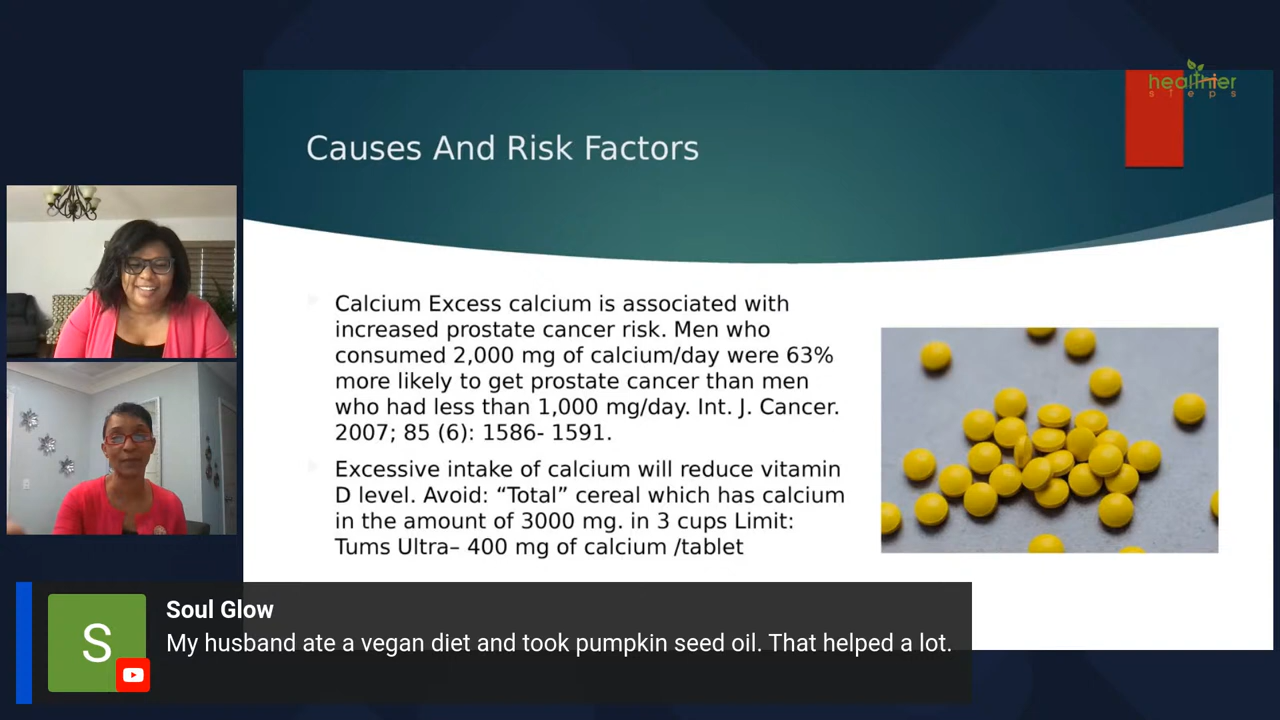 healthier
steps
Causes And Risk Factors
Calcium Excess calcium is associated with
increased prostate cancer risk. Men who
consumed 2,000 mg of calcium/day were 63%
more likely to get prostate cancer than men
who had less than 1,000 mg/day. Int. J. Cancer.
2007; 85 (6): 1586- 1591.
Excessive intake of calcium will reduce vitamin
D level. Avoid: “Total” cereal which has calcium
in the amount of 3000 mg. in 3 cups Limit:
Tums Ultra– 400 mg of calcium /tablet
S
Soul Glow
My husband ate a vegan diet and took pumpkin seed oil. That helped a lot.